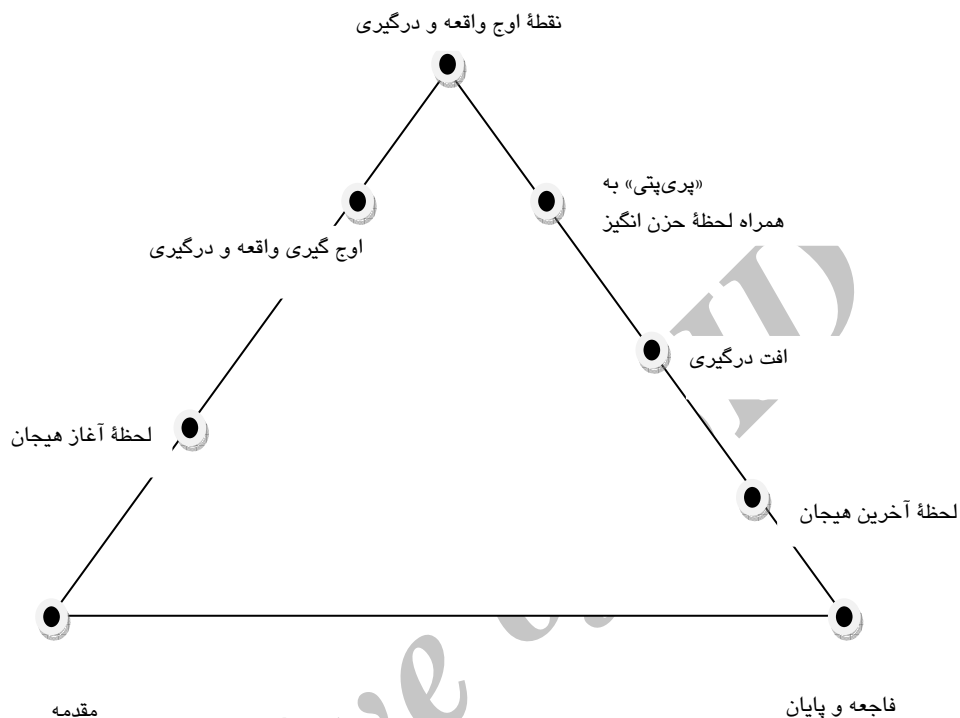 نقطهٔ اوج واقعه و درگیری
«پری‌پتی» به
همراه لحظهٔ حزن انگیز
اوج گیری واقعه و درگیری
افت درگیری
لحظهٔ آغاز هیجان
لحظهٔ آخرین هیجان
فاجعه و پایان
مقدمه